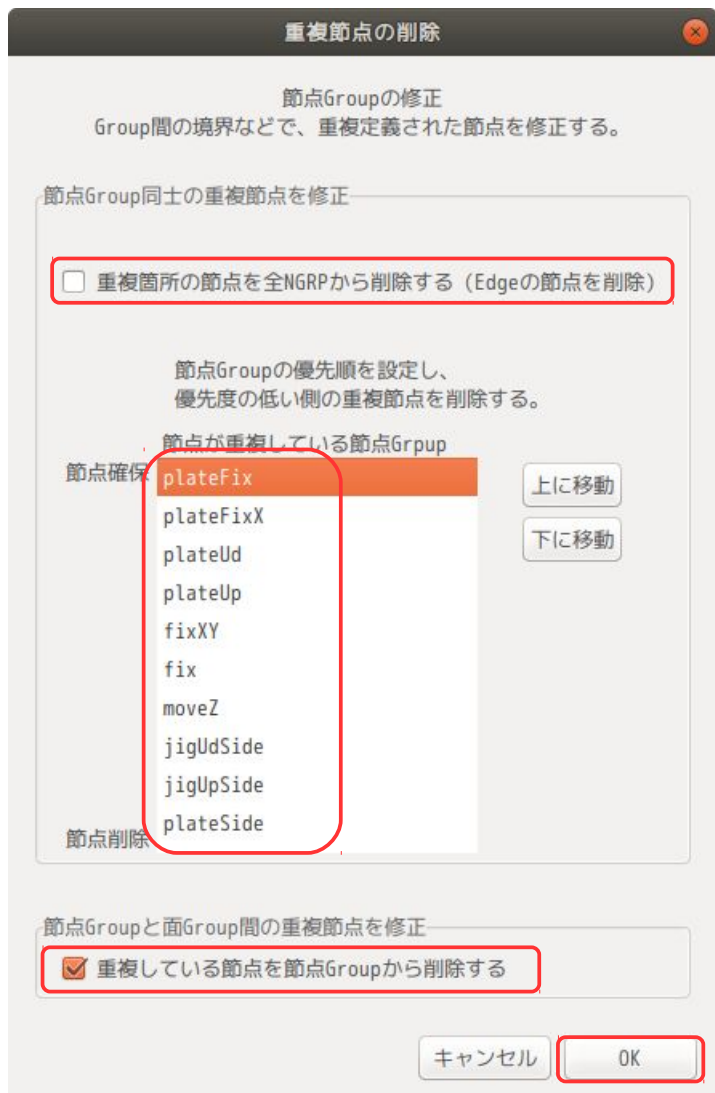 重複節点の削除
節点Groupの修正
Group間の境界などで、重複定義された節点を修正する。
節点Group同士の重複節点を修正
重複箇所の節点を全NGRPから削除する（Edgeの節点を削除）
節点Groupの優先順を設定し、
優先度の低い側の重複節点を削除する。
節点が重複している節点Grpup
節点確保
plateFix
上に移動
plateFixX
下に移動
plateUd
plateUp
fixXY
fix
moveZ
jigUdSide
jigUpSide
plateSide
節点削除
節点Groupと面Group間の重複節点を修正
重複している節点を節点Groupから削除する
キャンセル
OK